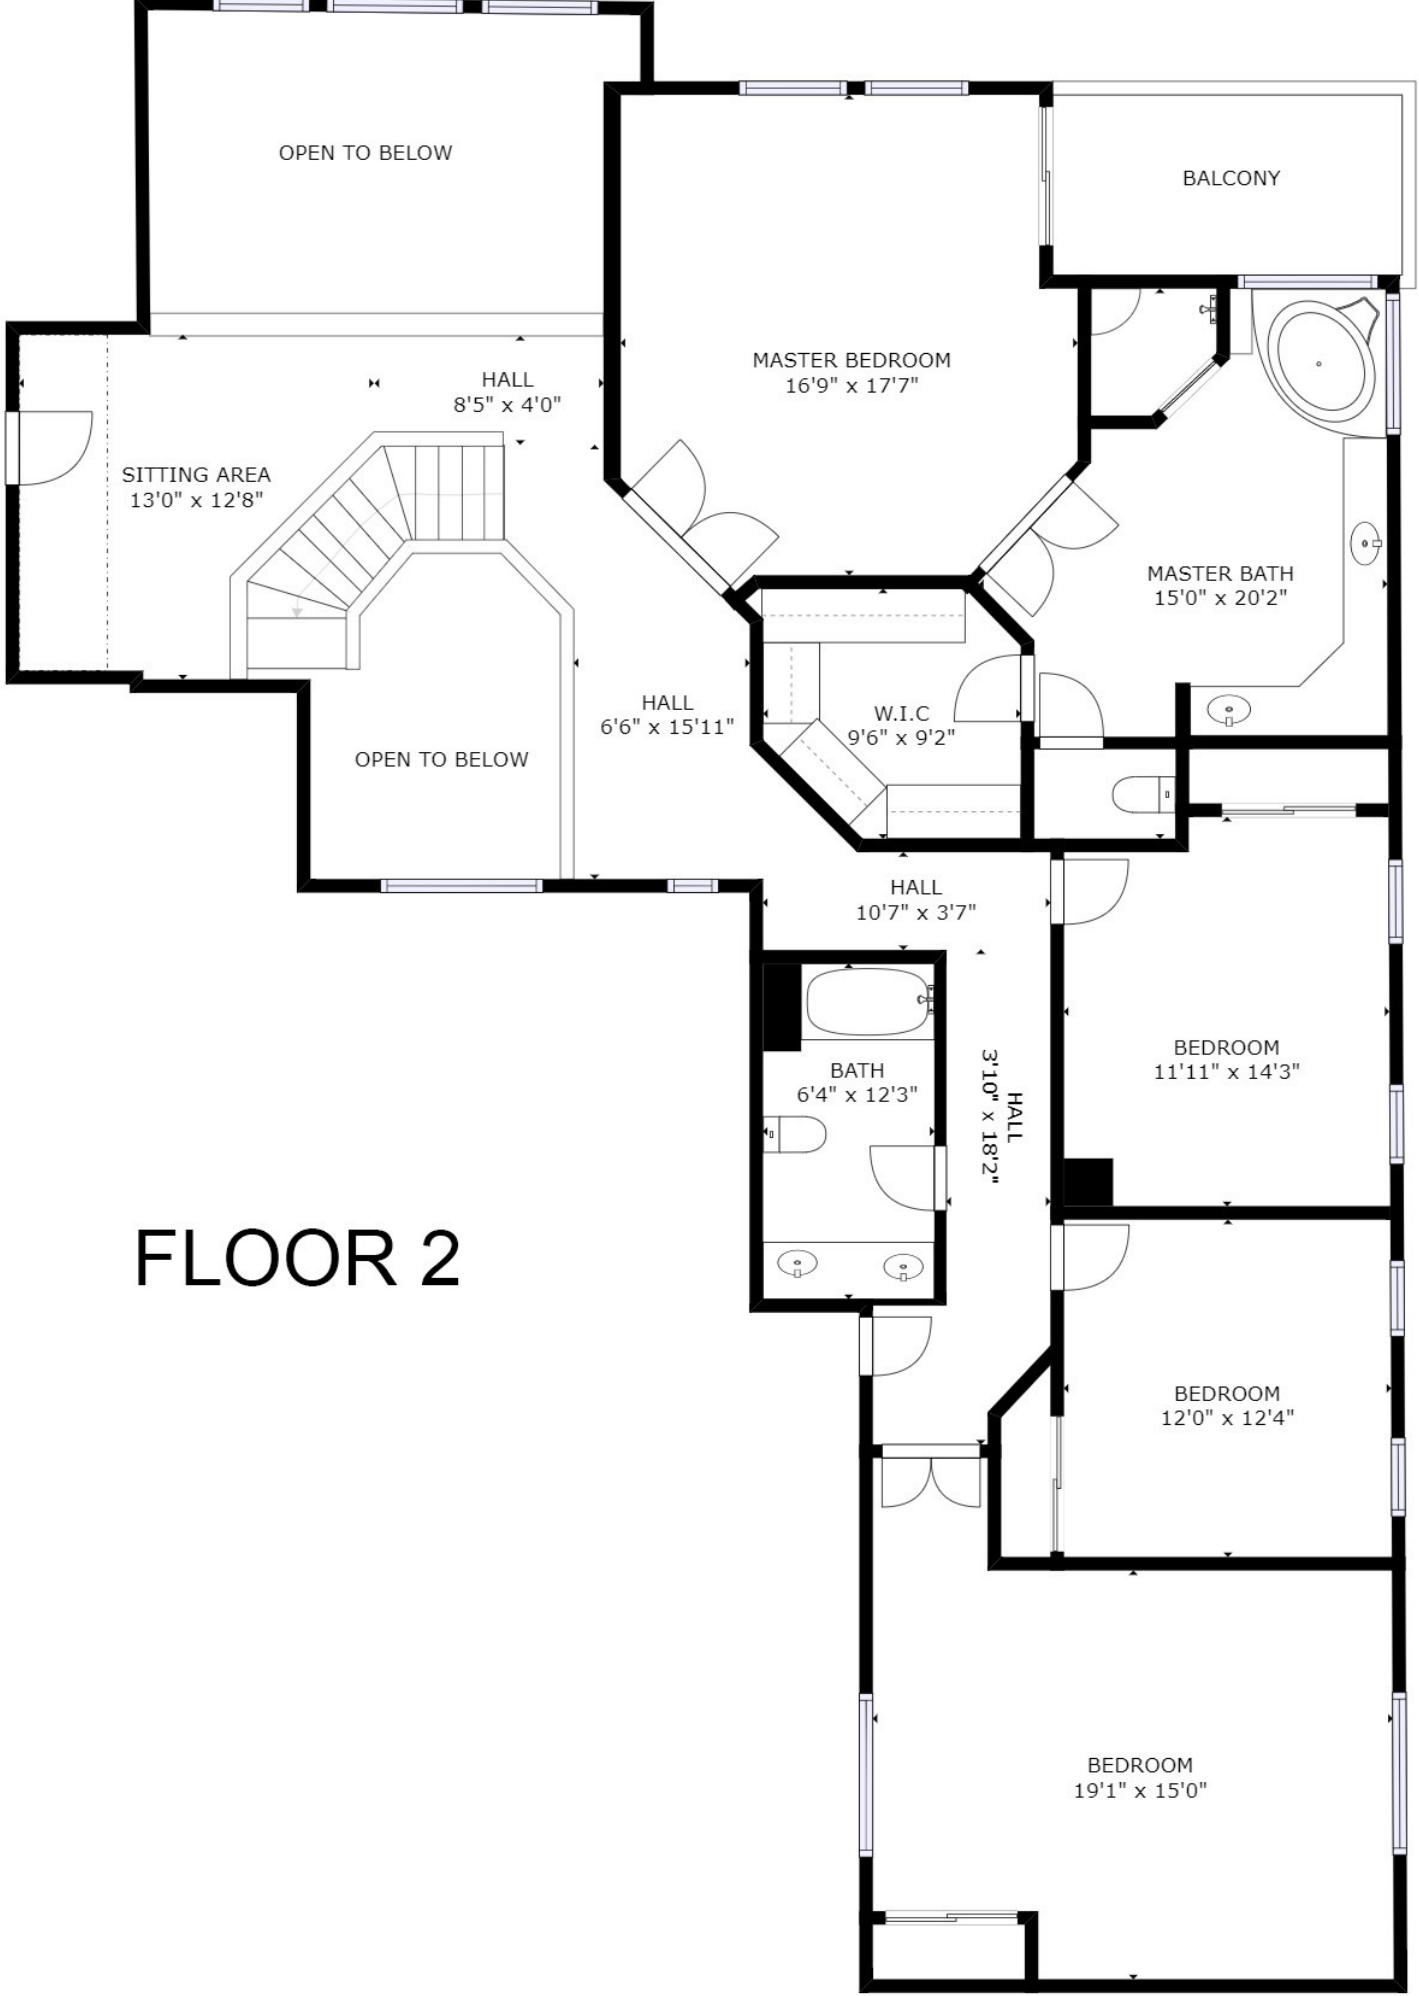 OPEN TO BELOW
BALCONY
MASTER BEDROOM
16'9" x 17'7"
HALL
8'5" x 4'0"
SITTING AREA
13'0" x 12'8"
MASTER BATH
15'0" x 20'2"
HALL
6'6" x 15'11"
W.I.C
9'6" x 9'2"
OPEN TO BELOW
HALL
10'7" x 3'7"
BEDROOM
11'11" x 14'3"
BATH
6'4" x 12'3"
HALL
3'10" x 18'2"
FLOOR 2
BEDROOM
12'0" x 12'4"
BEDROOM
19'1" x 15'0"